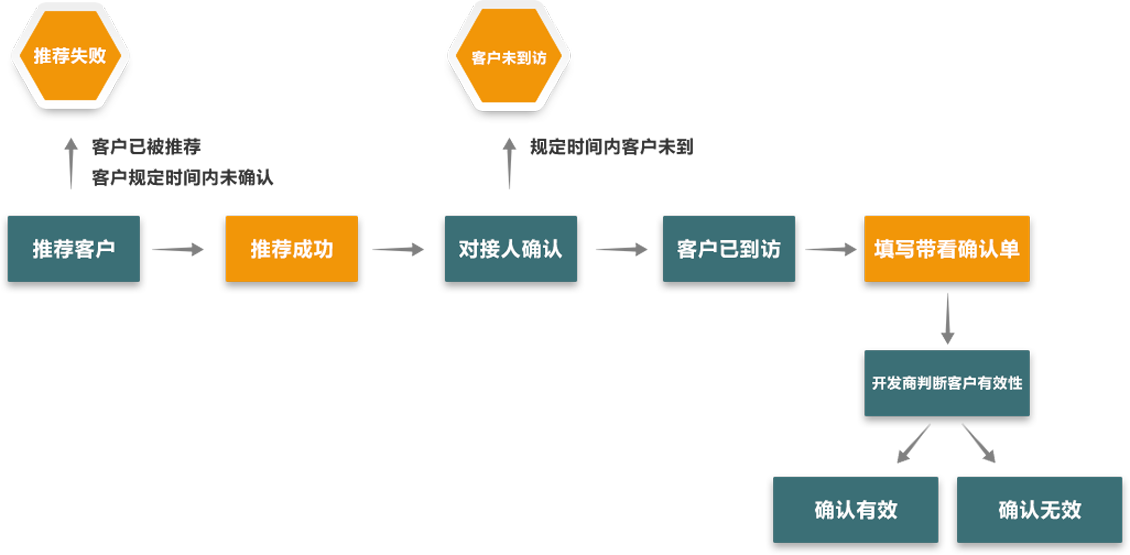 推荐失败
客户未到访
客户已被推荐
客户规定时间内未确认
规定时间内客户未到
推荐客户
推荐成功
对接人确认
客户已到访
填写带看确认单
开发商判断客户有效性
确认有效
确认无效